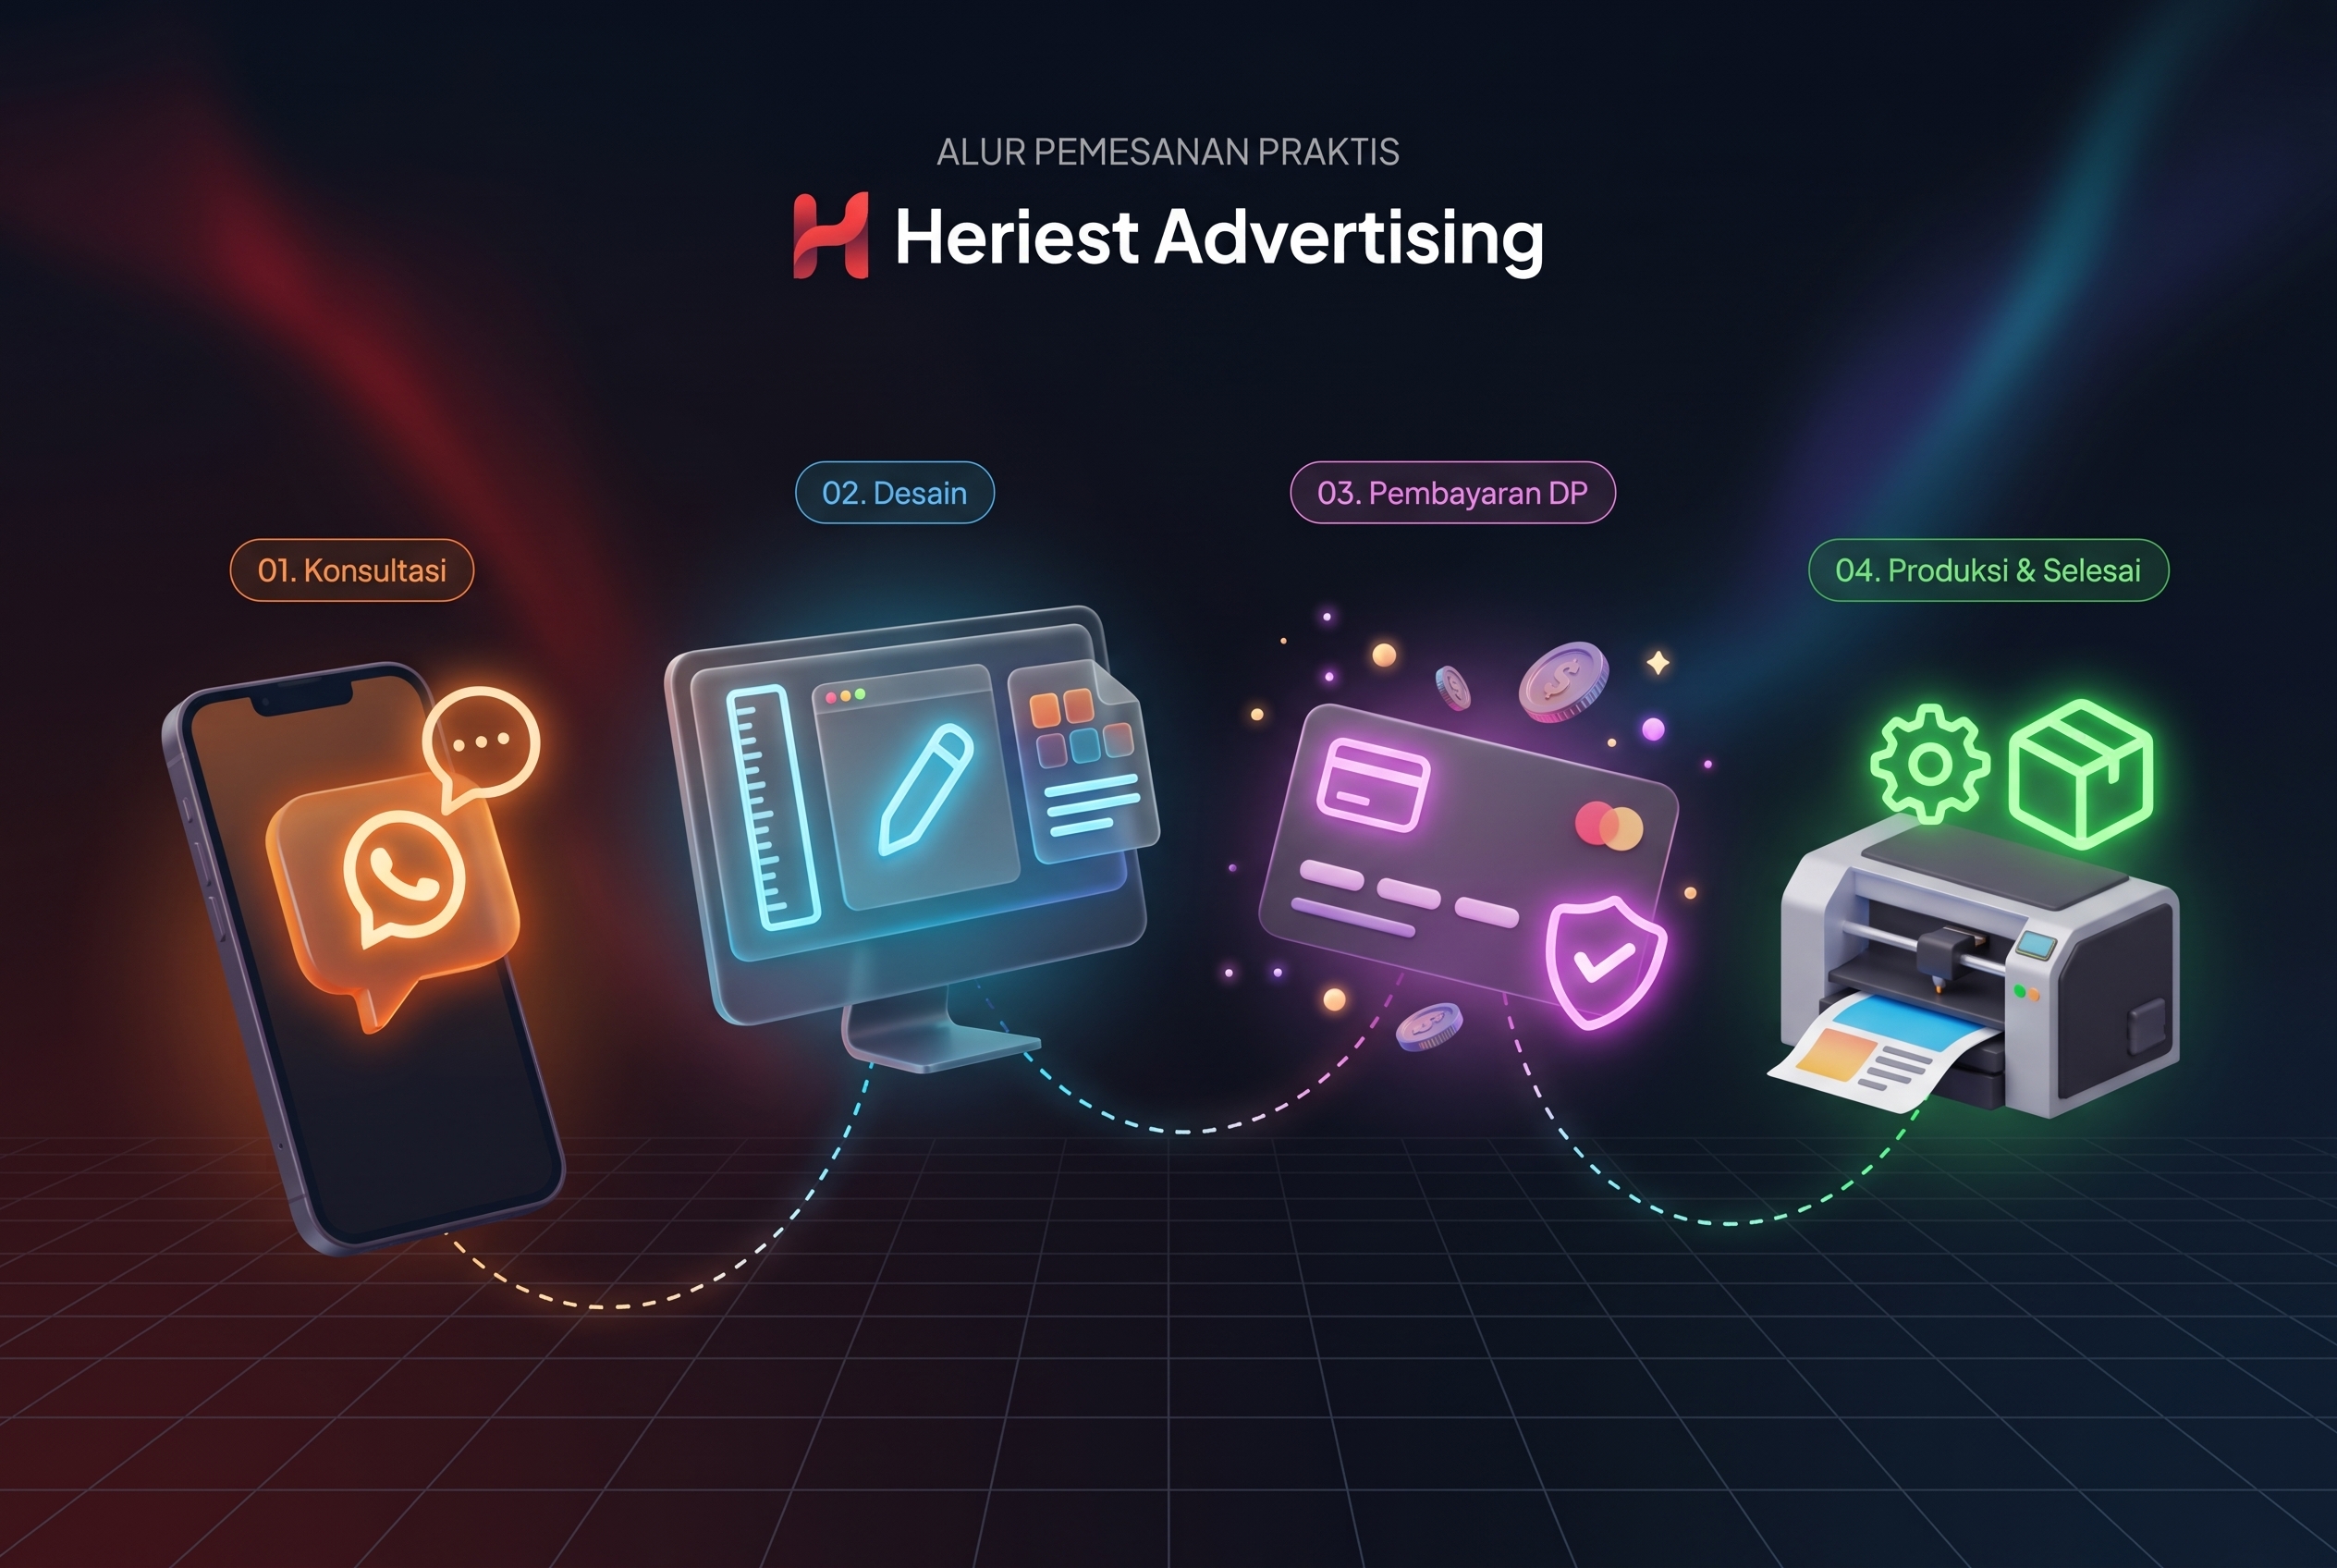 ALUR PEMESANAN PRAKTIS
Heriest Advertising
01. Konsultasi
02. Desain
03. Pembayaran DP
04. Produksi & Selesai